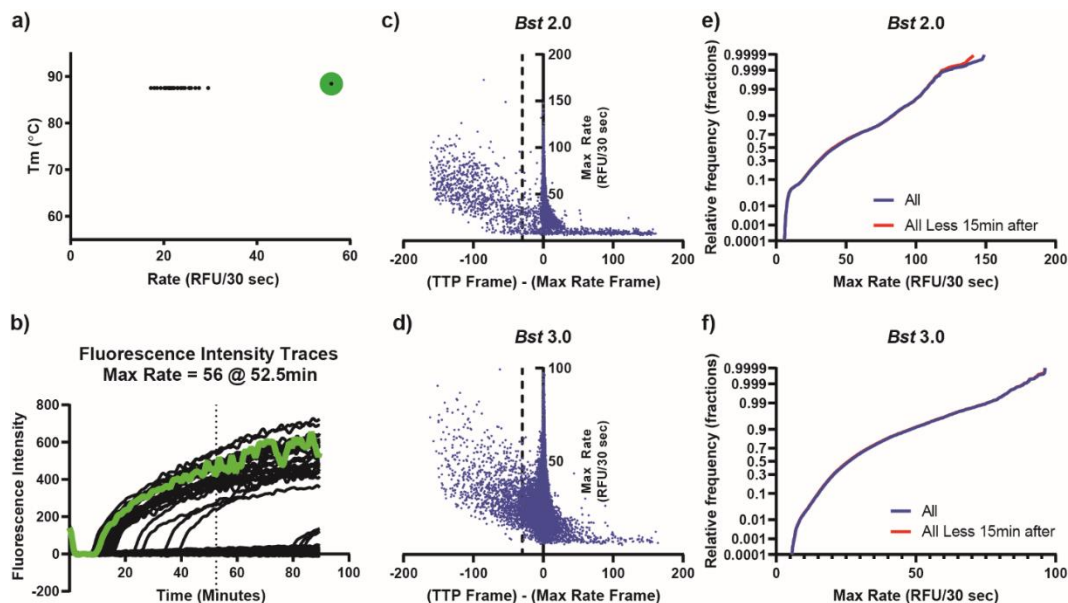 a)
Tm (°C)
90
80
70
60
0
20
40
60
Rate (RFU/30 sec)
b)
Fluorescence Intensity Traces
Max Rate = 56 @ 52.5min
Fluorescence Intensity
800
600
400
200
0
-200
20
40
60
80
100
Time (Minutes)
c)
Bst 2.0
200
150
100
50
Max Rate
(RFU/30 sec)
-200
-100
0
100
200
(TTP Frame) - (Max Rate Frame)
d)
Bst 3.0
100
50
Max Rate
(RFU/30 sec)
-200
-100
0
100
200
(TTP Frame) - (Max Rate Frame)
e)
Bst 2.0
Relative frequency (fractions)
0.9999
0.999
0.99
0.9
0.7
0.5
0.3
0.1
0.01
0.001
0.0001
All
All Less 15min after
0
50
100
150
200
Max Rate (RFU/30 sec)
f)
Bst 3.0
Relative frequency (fractions)
0.9999
0.9999
0.99
0.9
0.7
0.5
0.1
0.01
0.001
0.0001
All
All Less 15min after
0
50
100
Max Rate (RFU/30 sec)